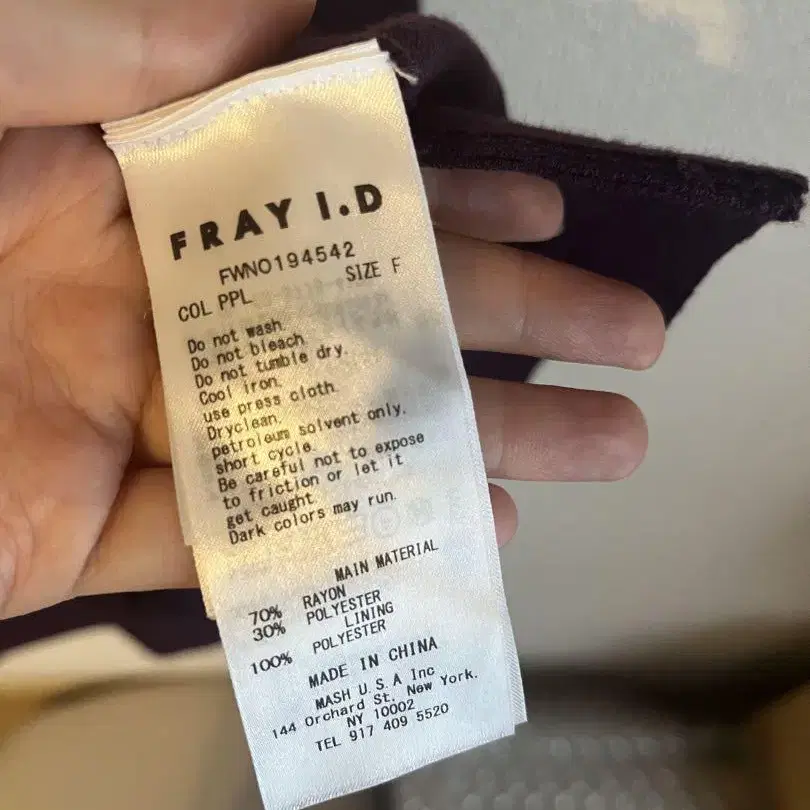 FRAY I.D
FWNO194542
COL PPL SIZE F
Do not wash.
Do not bleach.
Do not tumble dry.
Cool iron.
use press cloth.
Dryclean.
petroleum solvent only.
short cycle.
Be careful not to expose
to friction or let it
get caught.
Dark colors may run.
MAIN MATERIAL
70% RAYON
30% POLYESTER
LINING
100% POLYESTER
MADE IN CHINA
MASH U.S.A Inc
144 Orchard St. New York.
NY 10002
TEL 917 409 5520